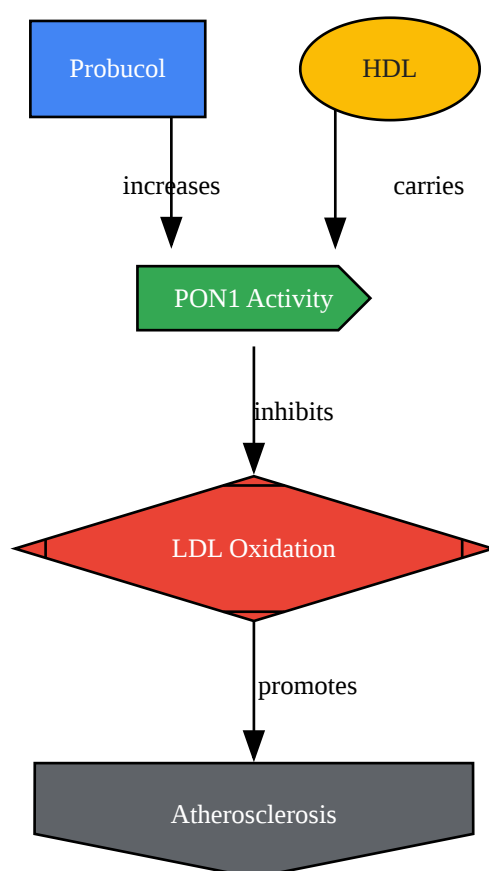 Probucol
HDL
increases
carries
PON1 Activity
inhibits
LDL Oxidation
promotes
Atherosclerosis